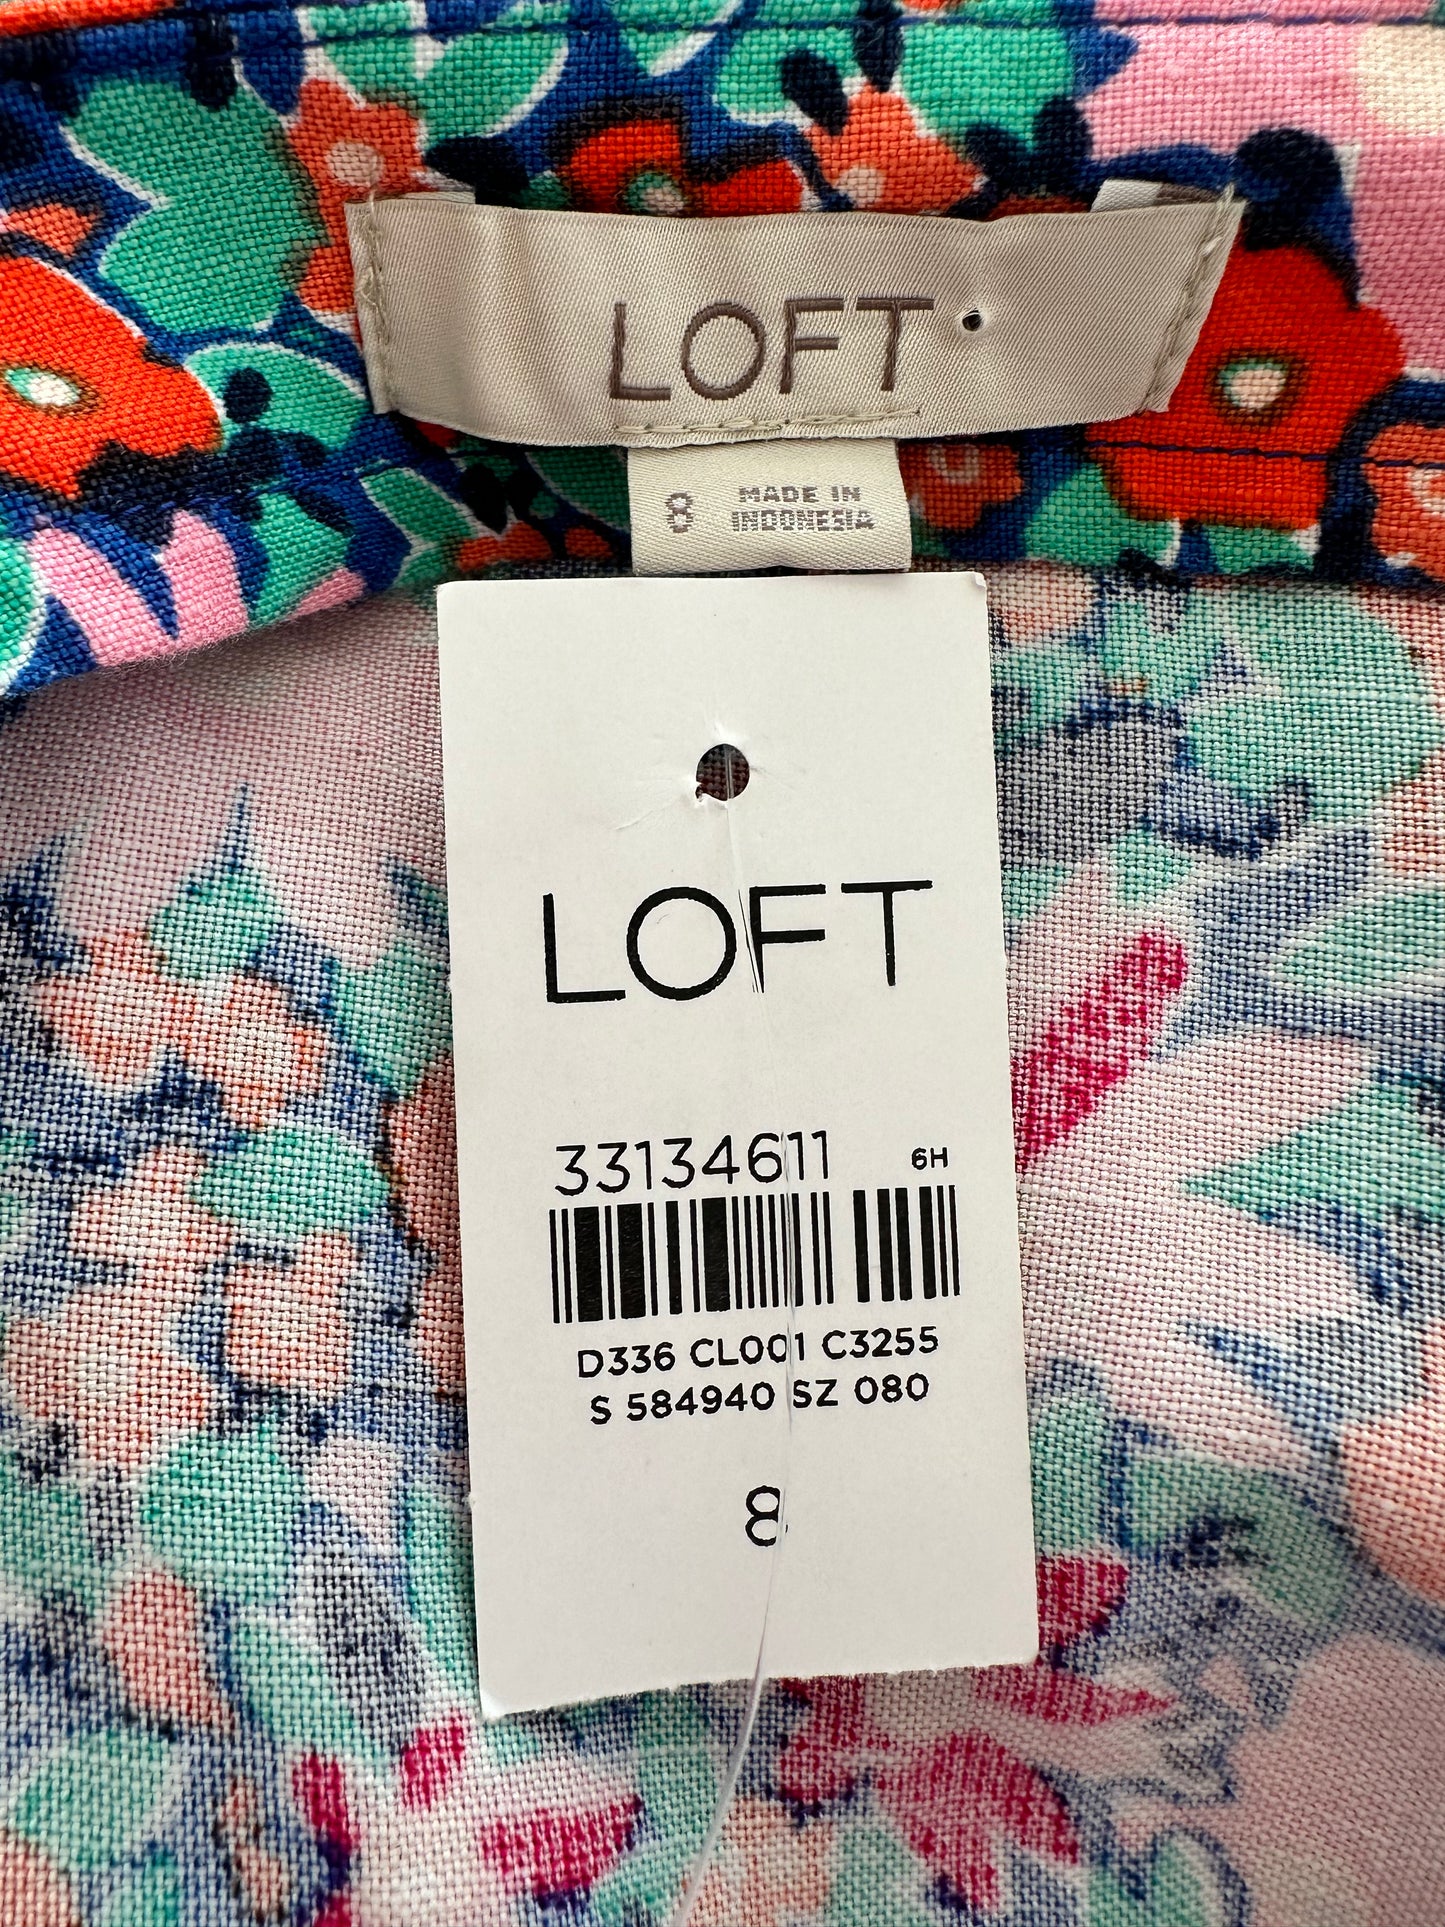 LOFT
8 MADE IN
INDONESIA
LOFT
33134611 6H
D336 CL001 C3255
S 584940 SZ 080
8